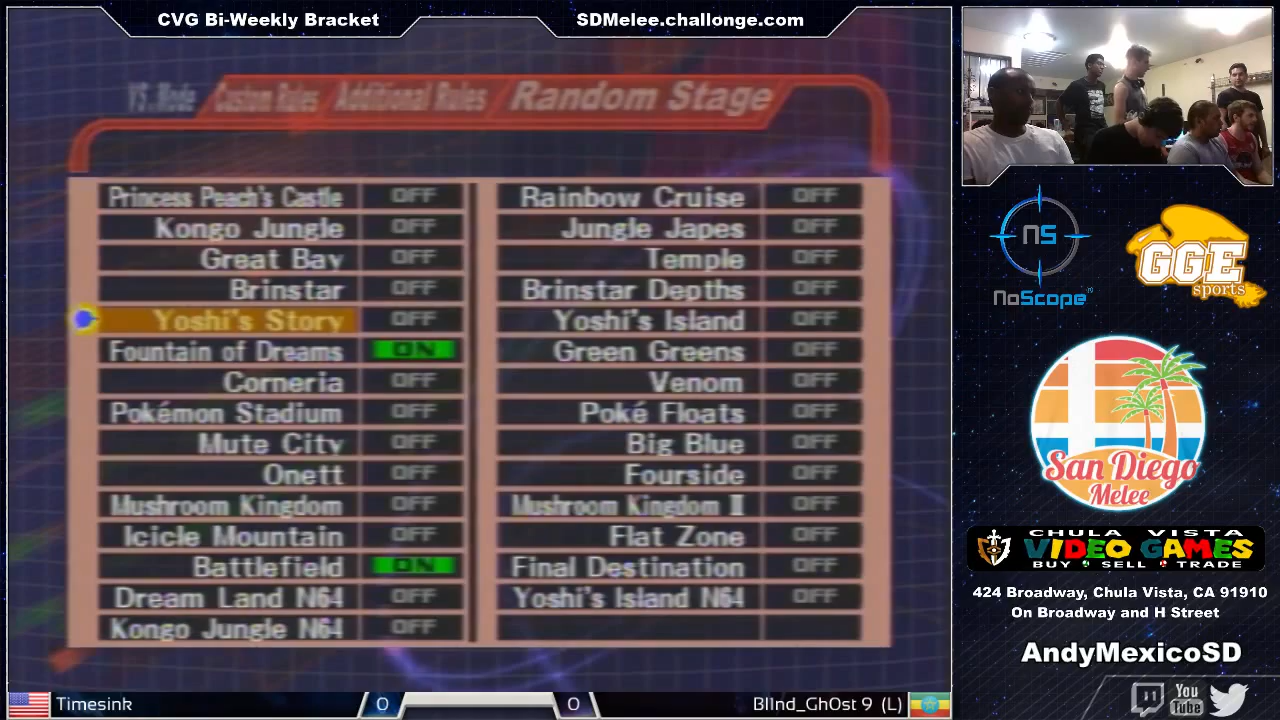 CVG Bi-Weekly Bracket
SDMelee.challonge.com
VS. Mode Custom Rules Additional Rules Random Stage
Princess Peach's Castle OFF Rainbow Cruise OFF
Kongo Jungle OFF Jungle Japes OFF
Great Bay OFF Temple OFF
Brinstar OFF Brinstar Depths OFF
Yoshi's Story OFF Yoshi's Island OFF
Fountain of Dreams ON Green Greens OFF
Corneria OFF Venom OFF
Pokémon Stadium OFF Poké Floats OFF
Mute City OFF Big Blue OFF
Onett OFF Fourside OFF
Mushroom Kingdom OFF Mushroom Kingdom II OFF
Icicle Mountain OFF Flat Zone OFF
Battlefield ON Final Destination OFF
Dream Land N64 OFF Yoshi's Island N64 OFF
Kongo Jungle N64 OFF
Timesink 0 0 BlInd_Gh0st 9 (L)
NS
NoScope
GGE
sports
San Diego
Melee
CHULA VISTA
VIDEO GAMES
BUY SELL TRADE
424 Broadway, Chula Vista, CA 91910
On Broadway and H Street
AndyMexicoSD
You
Tube